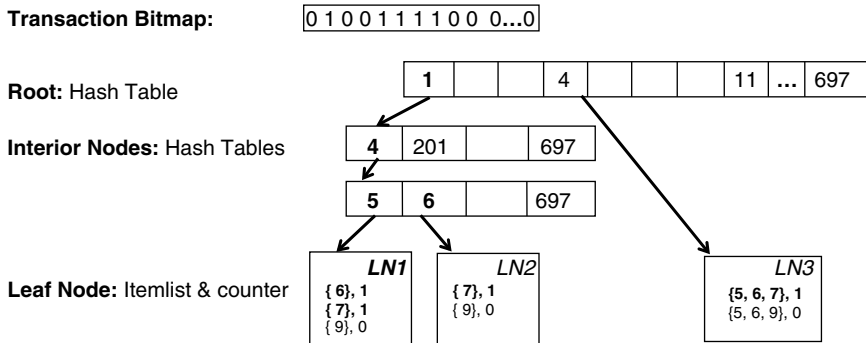 Transaction Bitmap: 0 1 0 0 1 1 1 1 0 0 0...0
Root: Hash Table 1 4 11 ... 697
Interior Nodes: Hash Tables 4 201 697
5 6 697
Leaf Node: Itemlist & counter
LN1
{ 6}, 1
{ 7}, 1
{ 9}, 0
LN2
{ 7}, 1
{ 9}, 0
LN3
{5, 6, 7}, 1
{5, 6, 9}, 0